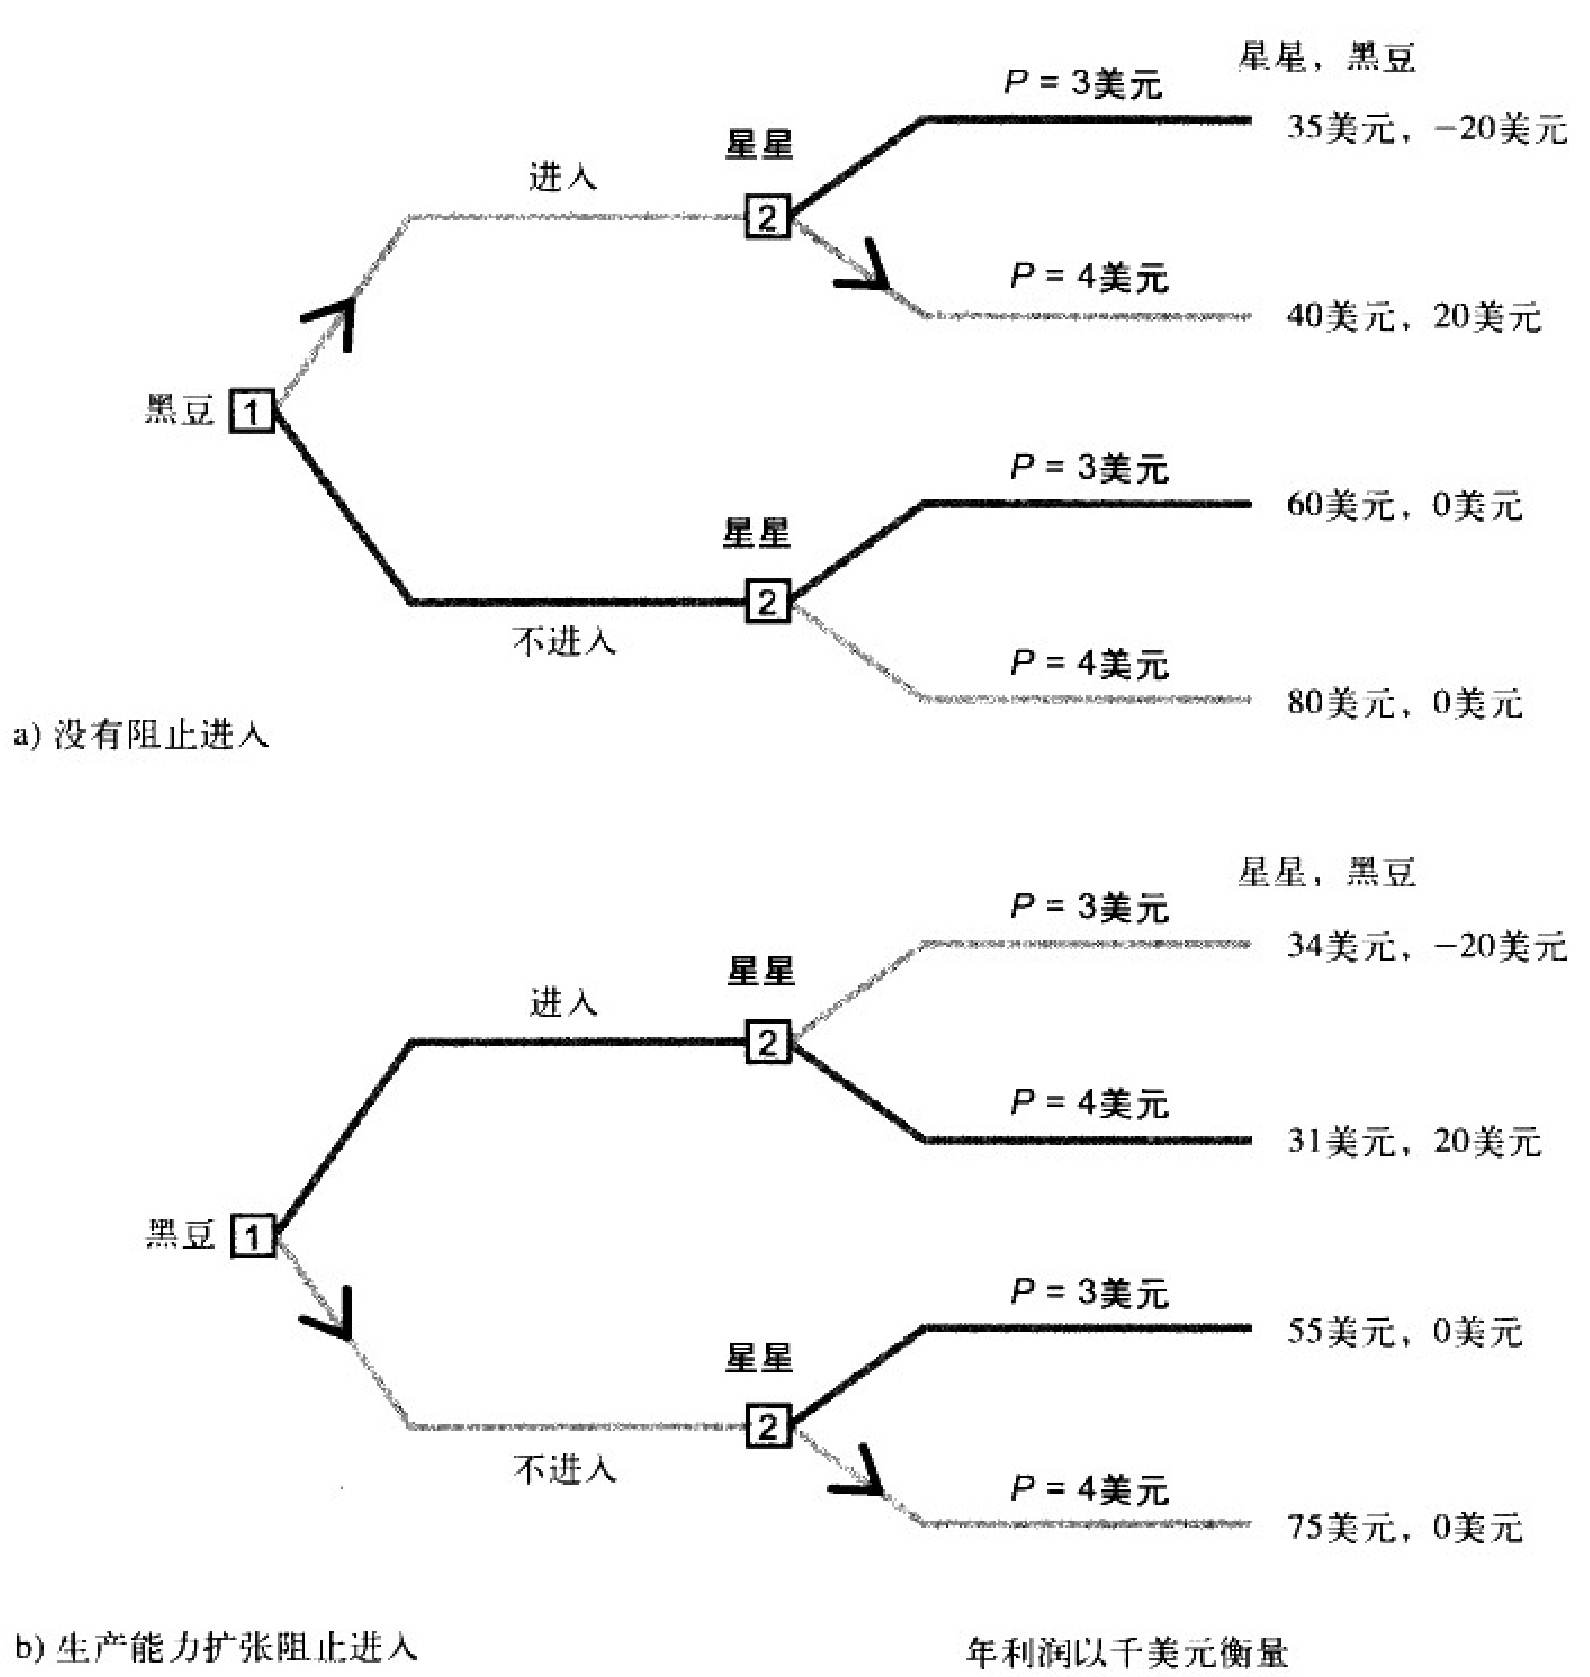 星星，黑豆
P = 3美元
35美元，−20美元
星星
进入
2
P = 4美元
40美元，20美元
黑豆
1
P = 3美元
60美元，0美元
星星
2
不进入
P = 4美元
80美元，0美元
a) 没有阻止进入
星星，黑豆
P = 3美元
34美元，−20美元
星星
进入
2
P = 4美元
31美元，20美元
黑豆
1
P = 3美元
55美元，0美元
星星
2
不进入
P = 4美元
75美元，0美元
b) 生产能力扩张阻止进入
年利润以千美元衡量